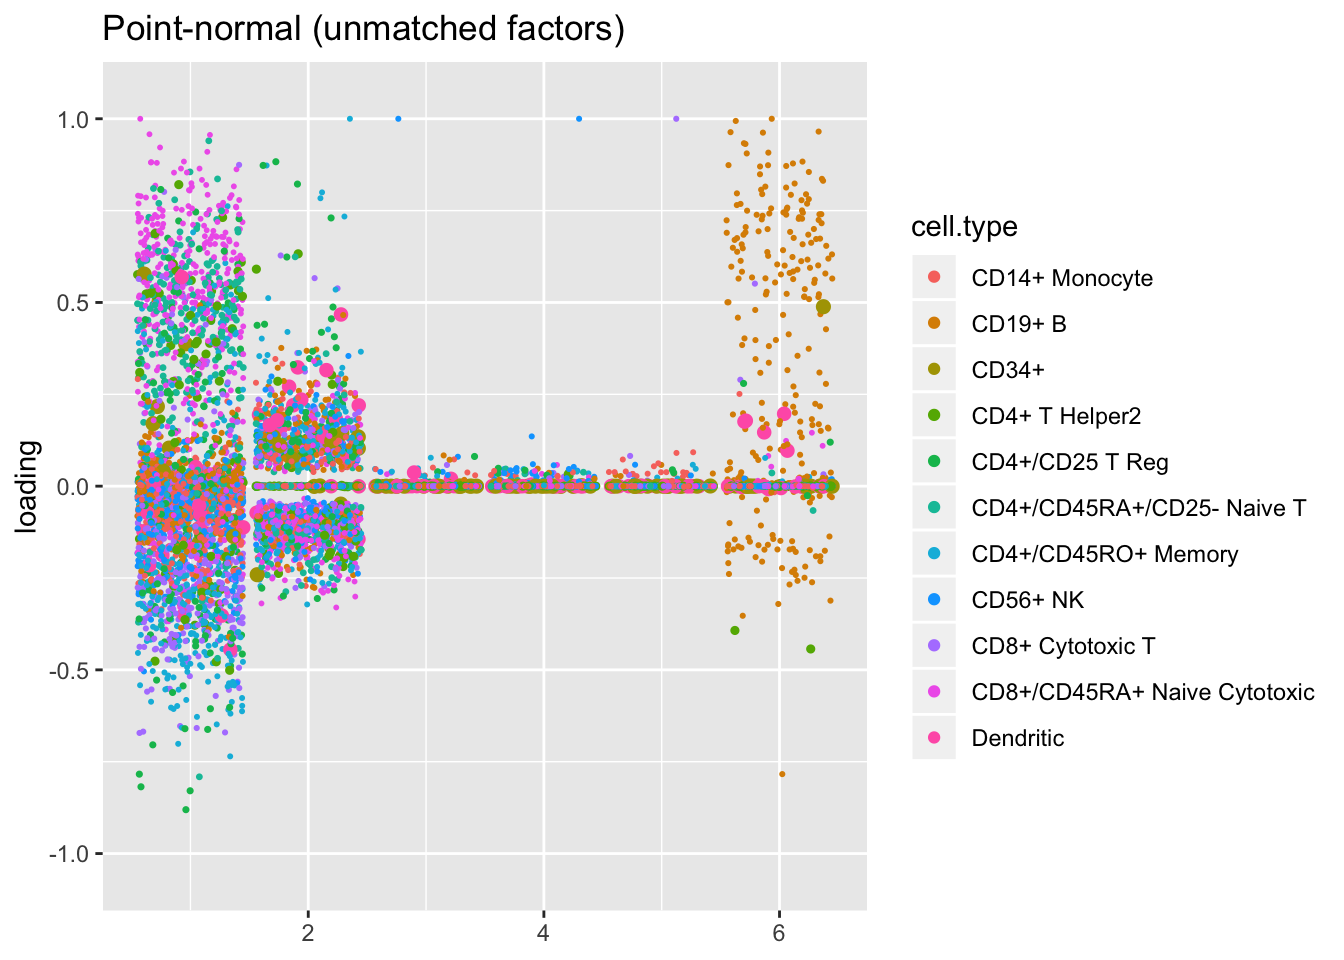 Point-normal (unmatched factors)
1.0
0.5
0.0
-0.5
-1.0
loading
2
4
6
cell.type
CD14+ Monocyte
CD19+ B
CD34+
CD4+ T Helper2
CD4+/CD25 T Reg
CD4+/CD45RA+/CD25- Naive T
CD4+/CD45RO+ Memory
CD56+ NK
CD8+ Cytotoxic T
CD8+/CD45RA+ Naive Cytotoxic
Dendritic